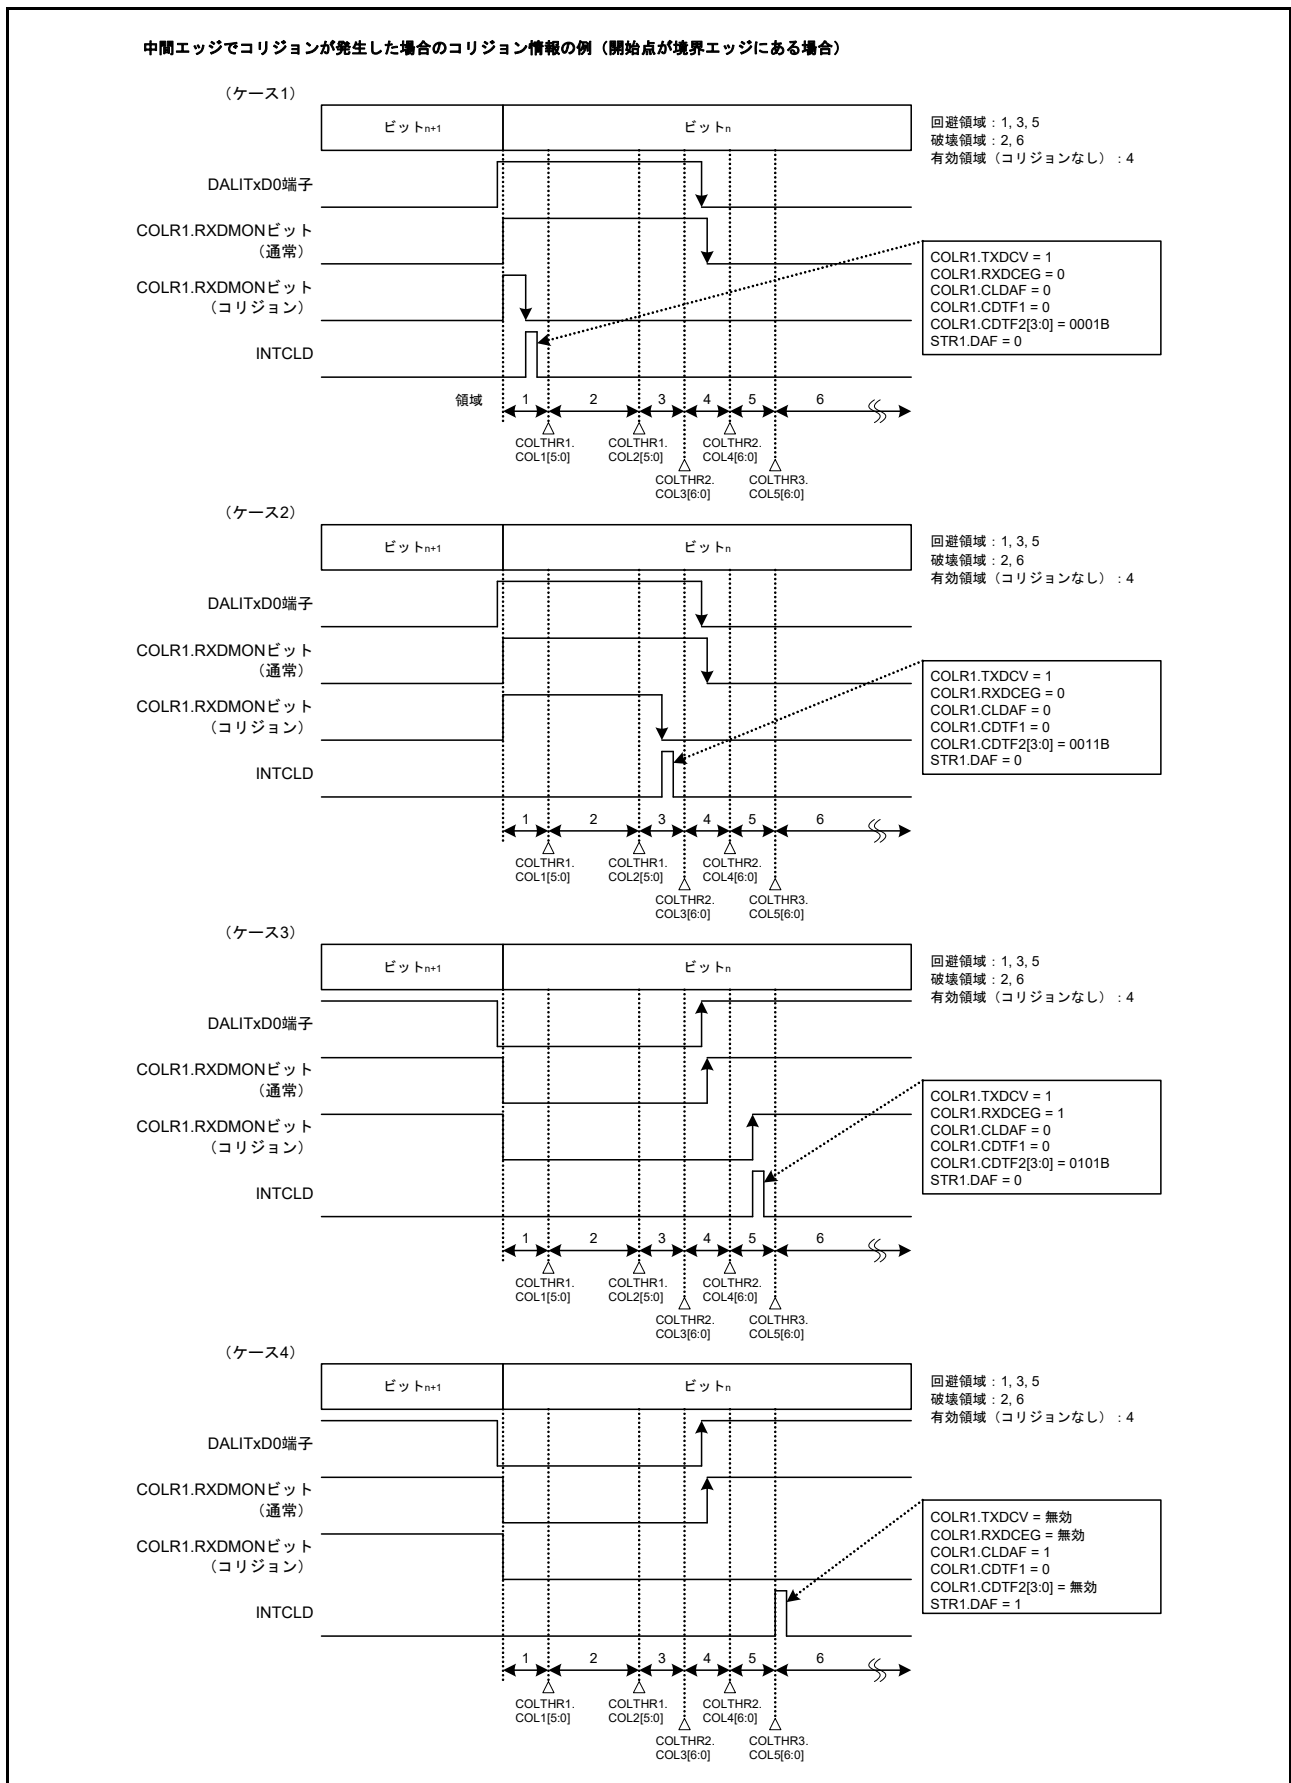 中間エッジでコリジョンが発生した場合のコリジョン情報の例（開始点が境界エッジにある場合）
（ケース1）
ビットn+1
ビットn
回避領域：1, 3, 5
破壊領域：2, 6
有効領域（コリジョンなし）：4
DALITxD0端子
COLR1.RXDMONビット
（通常）
COLR1.RXDMONビット
（コリジョン）
INTCLD
COLR1.TXDCV = 1
COLR1.RXDCEG = 0
COLR1.CLDAF = 0
COLR1.CDTF1 = 0
COLR1.CDTF2[3:0] = 0001B
STR1.DAF = 0
領域
1 2 3 4 5 6
COLTHR1.
COL1[5:0]
COLTHR1.
COL2[5:0]
COLTHR2.
COL3[6:0]
COLTHR2.
COL4[6:0]
COLTHR3.
COL5[6:0]
（ケース2）
ビットn+1
ビットn
回避領域：1, 3, 5
破壊領域：2, 6
有効領域（コリジョンなし）：4
DALITxD0端子
COLR1.RXDMONビット
（通常）
COLR1.RXDMONビット
（コリジョン）
INTCLD
COLR1.TXDCV = 1
COLR1.RXDCEG = 0
COLR1.CLDAF = 0
COLR1.CDTF1 = 0
COLR1.CDTF2[3:0] = 0011B
STR1.DAF = 0
1 2 3 4 5 6
COLTHR1.
COL1[5:0]
COLTHR1.
COL2[5:0]
COLTHR2.
COL3[6:0]
COLTHR2.
COL4[6:0]
COLTHR3.
COL5[6:0]
（ケース3）
ビットn+1
ビットn
回避領域：1, 3, 5
破壊領域：2, 6
有効領域（コリジョンなし）：4
DALITxD0端子
COLR1.RXDMONビット
（通常）
COLR1.RXDMONビット
（コリジョン）
INTCLD
COLR1.TXDCV = 1
COLR1.RXDCEG = 1
COLR1.CLDAF = 0
COLR1.CDTF1 = 0
COLR1.CDTF2[3:0] = 0101B
STR1.DAF = 0
1 2 3 4 5 6
COLTHR1.
COL1[5:0]
COLTHR1.
COL2[5:0]
COLTHR2.
COL3[6:0]
COLTHR2.
COL4[6:0]
COLTHR3.
COL5[6:0]
（ケース4）
ビットn+1
ビットn
回避領域：1, 3, 5
破壊領域：2, 6
有効領域（コリジョンなし）：4
DALITxD0端子
COLR1.RXDMONビット
（通常）
COLR1.RXDMONビット
（コリジョン）
INTCLD
COLR1.TXDCV = 無効
COLR1.RXDCEG = 無効
COLR1.CLDAF = 1
COLR1.CDTF1 = 0
COLR1.CDTF2[3:0] = 無効
STR1.DAF = 1
1 2 3 4 5 6
COLTHR1.
COL1[5:0]
COLTHR1.
COL2[5:0]
COLTHR2.
COL3[6:0]
COLTHR2.
COL4[6:0]
COLTHR3.
COL5[6:0]